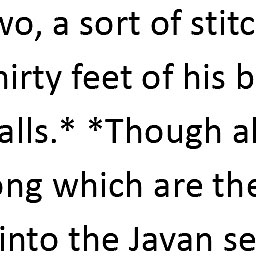 wo, a sort of stitc
hirty feet of his b
alls.* *Though al
ong which are the
into the Javan se